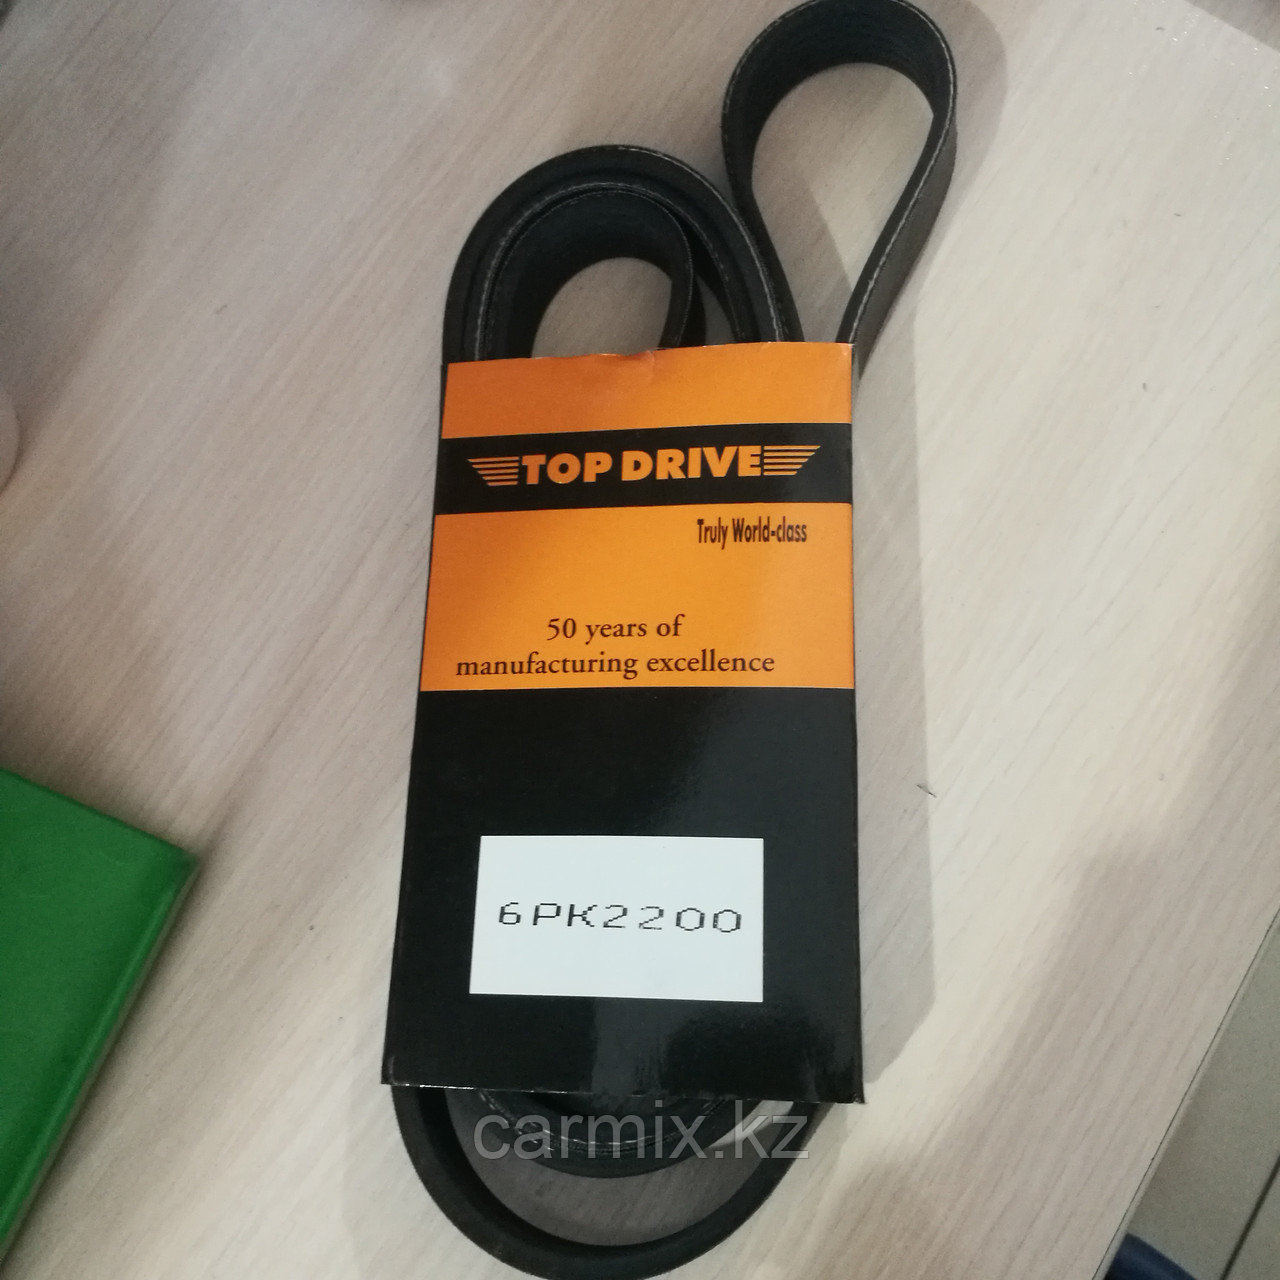 TOP DRIVE
Truly World-class
50 years of
manufacturing excellence
6PK2200
carmix.kz